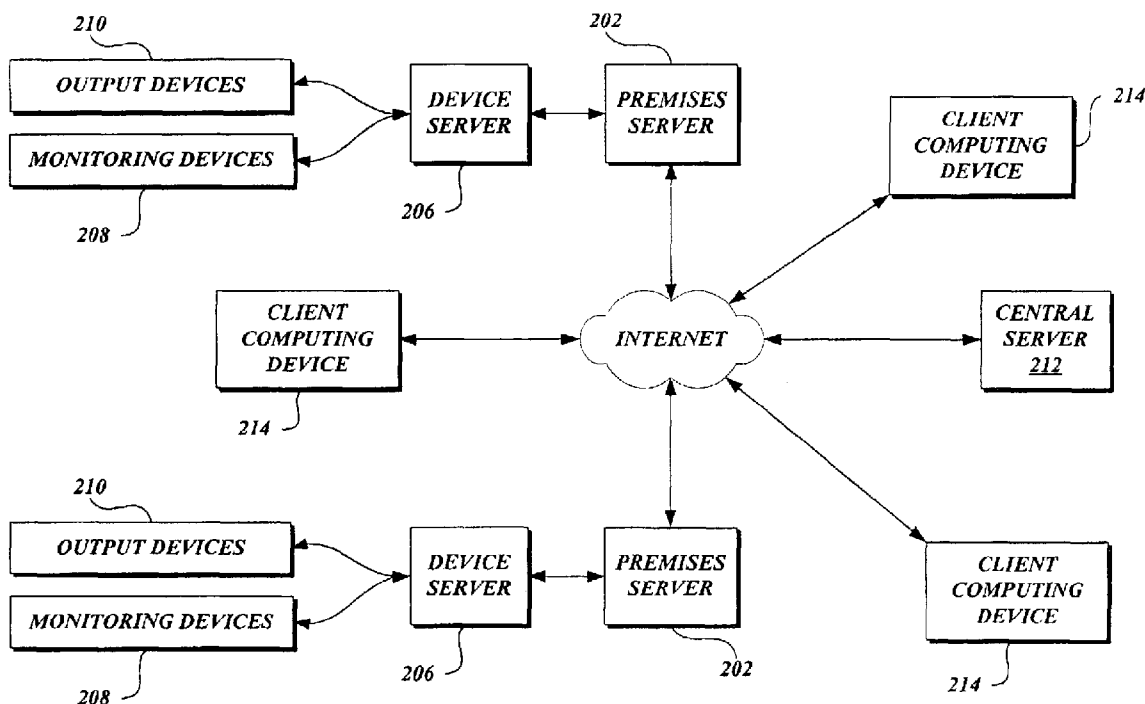 210
202
OUTPUT DEVICES
MONITORING DEVICES
208
DEVICE
SERVER
206
PREMISES
SERVER
CLIENT
COMPUTING
DEVICE
214
CLIENT
COMPUTING
DEVICE
214
INTERNET
CENTRAL
SERVER
212
210
OUTPUT DEVICES
MONITORING DEVICES
208
DEVICE
SERVER
206
PREMISES
SERVER
202
CLIENT
COMPUTING
DEVICE
214